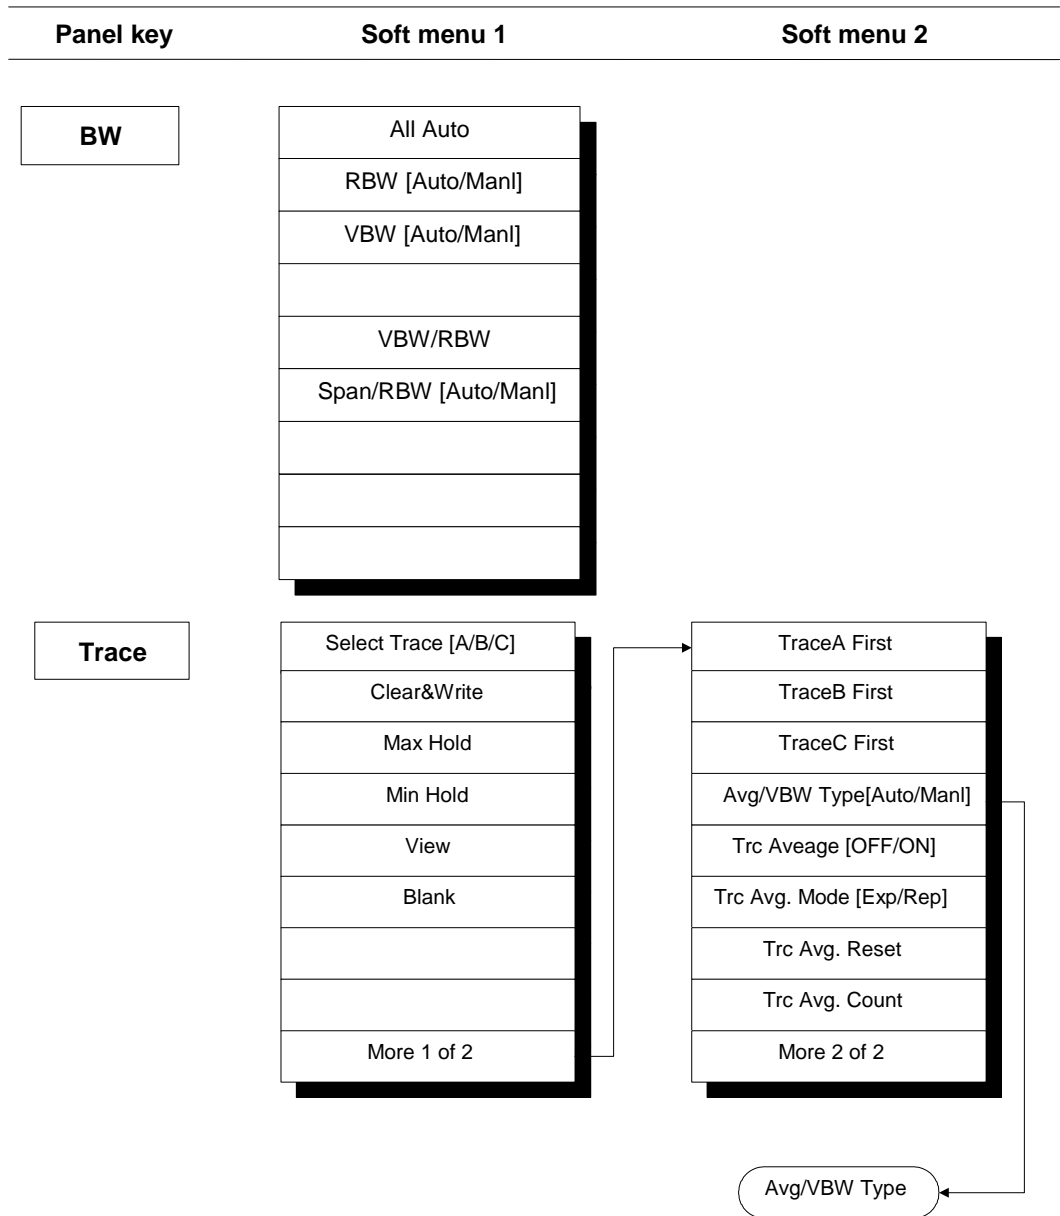 Panel key Soft menu 1 Soft menu 2
BW
All Auto
RBW [Auto/Manl]
VBW [Auto/Manl]
VBW/RBW
Span/RBW [Auto/Manl]
Trace
Select Trace [A/B/C]
Clear&Write
Max Hold
Min Hold
View
Blank
More 1 of 2
TraceA First
TraceB First
TraceC First
Avg/VBW Type[Auto/Manl]
Trc Aveage [OFF/ON]
Trc Avg. Mode [Exp/Rep]
Trc Avg. Reset
Trc Avg. Count
More 2 of 2
Avg/VBW Type